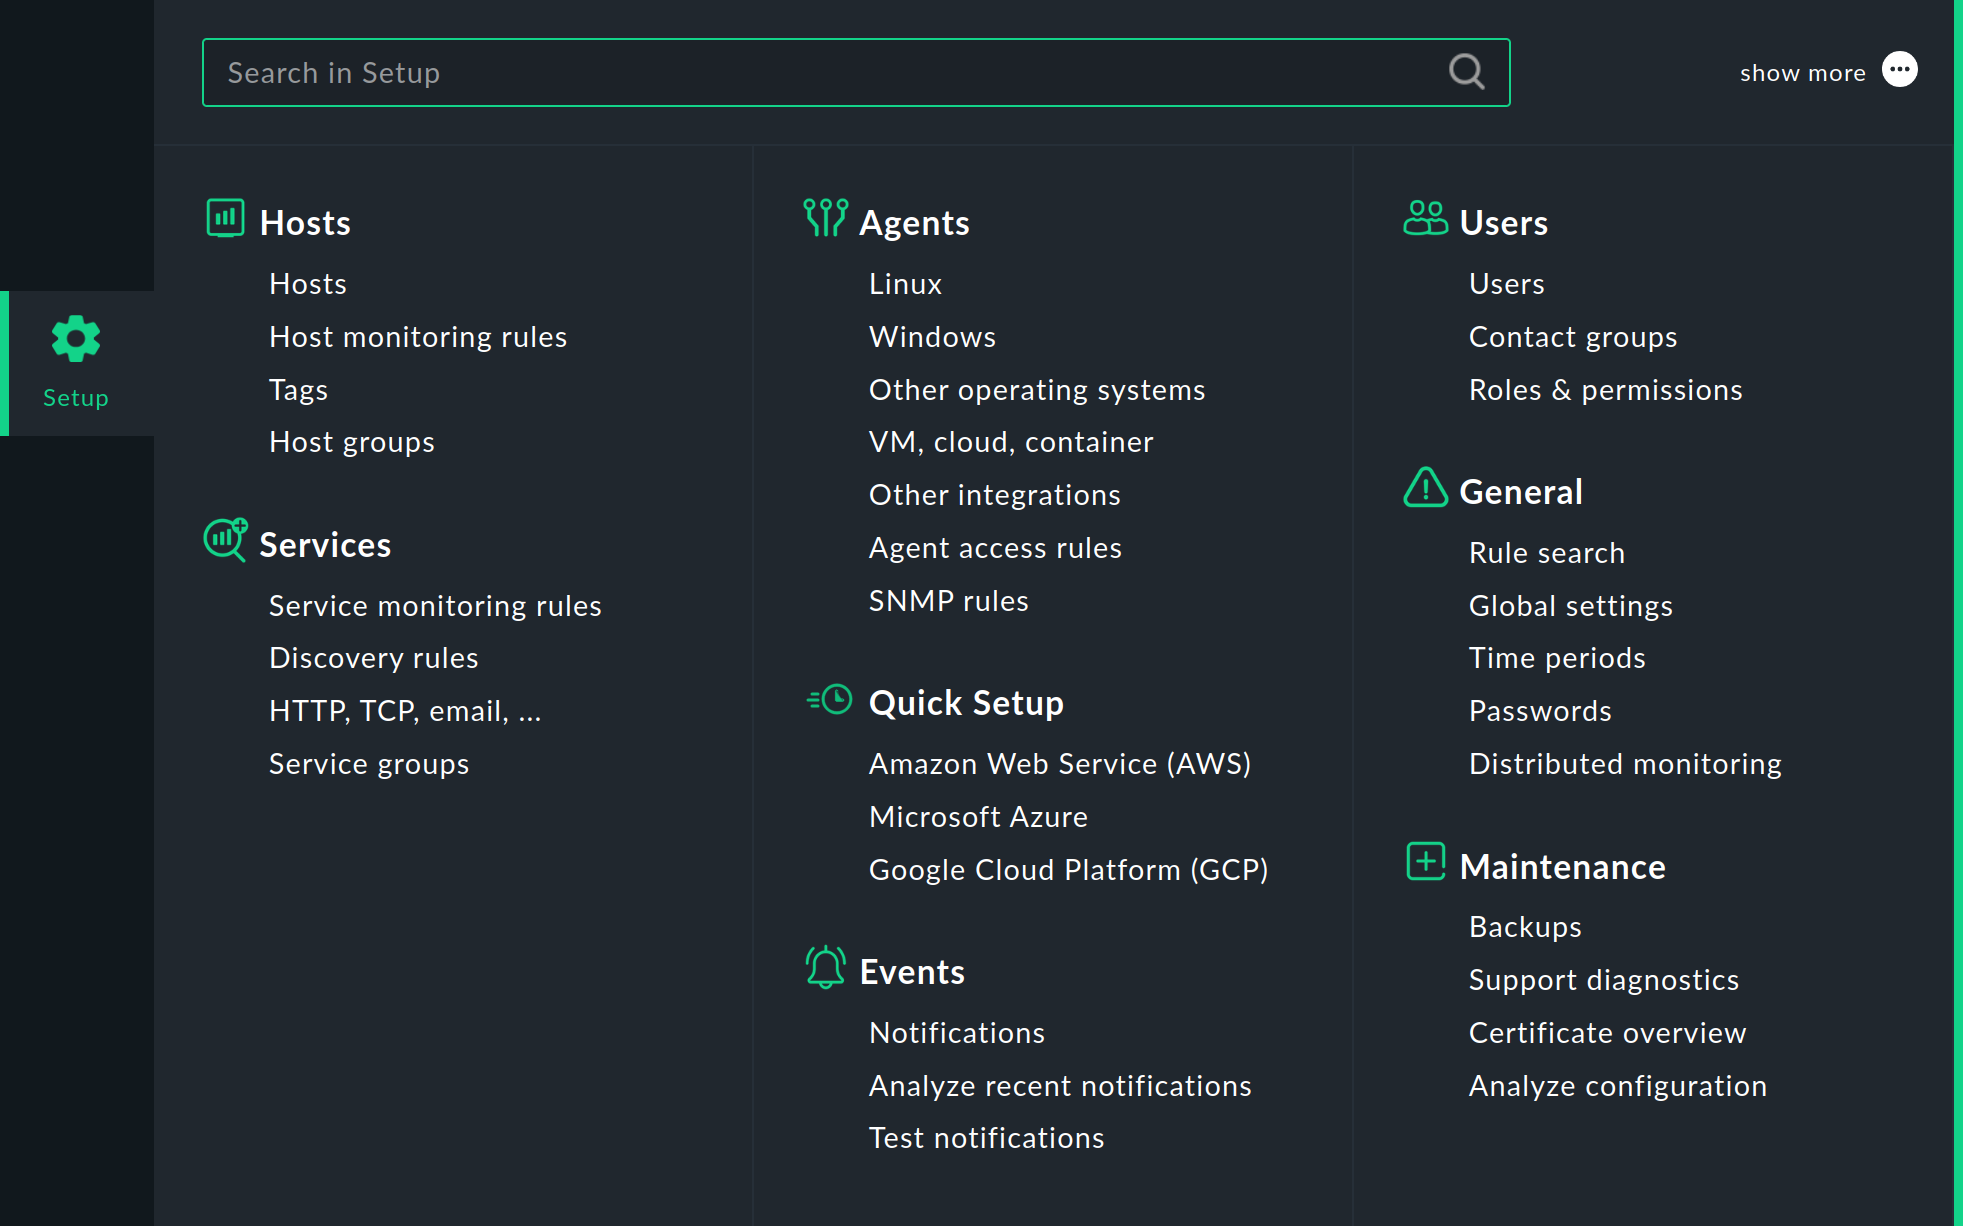 Search in Setup
show more
Setup
Hosts
Hosts
Host monitoring rules
Tags
Host groups
Services
Service monitoring rules
Discovery rules
HTTP, TCP, email, ...
Service groups
Agents
Linux
Windows
Other operating systems
VM, cloud, container
Other integrations
Agent access rules
SNMP rules
Quick Setup
Amazon Web Service (AWS)
Microsoft Azure
Google Cloud Platform (GCP)
Events
Notifications
Analyze recent notifications
Test notifications
Users
Users
Contact groups
Roles & permissions
General
Rule search
Global settings
Time periods
Passwords
Distributed monitoring
Maintenance
Backups
Support diagnostics
Certificate overview
Analyze configuration